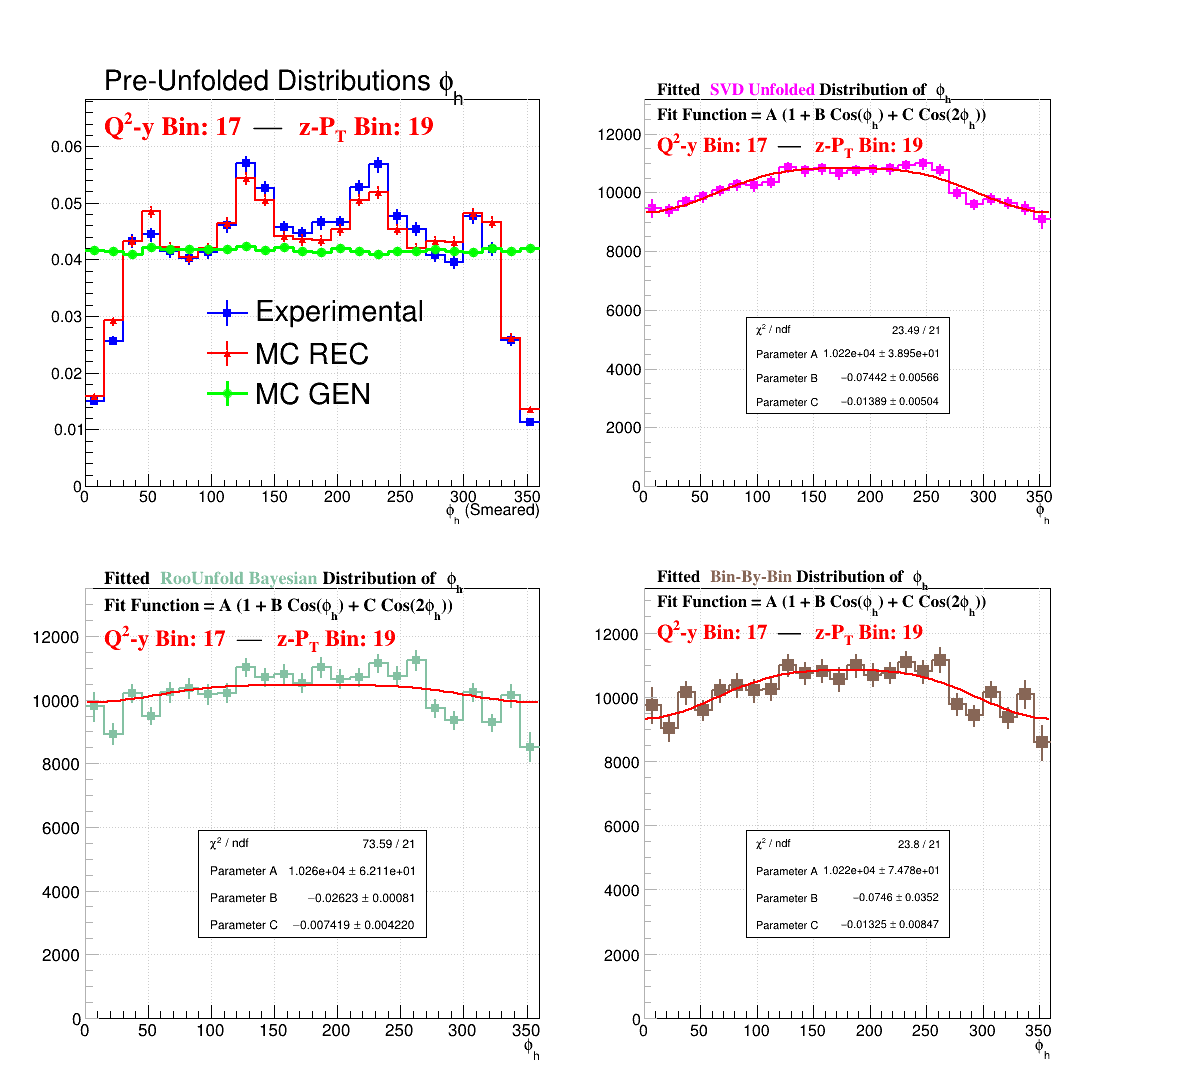 Pre-Unfolded Distributions ϕh
Q²-y Bin: 17 — z-PT Bin: 19
0.06
0.05
0.04
0.03
0.02
0.01
0
Experimental
MC REC
MC GEN
0 50 100 150 200 250 300 350
ϕh (Smeared)
Fitted SVD Unfolded Distribution of ϕh
Fit Function = A (1 + B Cos(ϕh) + C Cos(2ϕh))
Q²-y Bin: 17 — z-PT Bin: 19
12000
10000
8000
6000
4000
2000
0
χ² / ndf 23.49 / 21
Parameter A 1.022e+04 ± 3.895e+01
Parameter B −0.07442 ± 0.00566
Parameter C −0.01389 ± 0.00504
0 50 100 150 200 250 300 350
ϕh
Fitted RooUnfold Bayesian Distribution of ϕh
Fit Function = A (1 + B Cos(ϕh) + C Cos(2ϕh))
Q²-y Bin: 17 — z-PT Bin: 19
12000
10000
8000
6000
4000
2000
0
χ² / ndf 73.59 / 21
Parameter A 1.026e+04 ± 6.211e+01
Parameter B −0.02623 ± 0.00081
Parameter C −0.007419 ± 0.004220
0 50 100 150 200 250 300 350
ϕh
Fitted Bin-By-Bin Distribution of ϕh
Fit Function = A (1 + B Cos(ϕh) + C Cos(2ϕh))
Q²-y Bin: 17 — z-PT Bin: 19
12000
10000
8000
6000
4000
2000
0
χ² / ndf 23.8 / 21
Parameter A 1.022e+04 ± 7.478e+01
Parameter B −0.0746 ± 0.0352
Parameter C −0.01325 ± 0.00847
0 50 100 150 200 250 300 350
ϕh